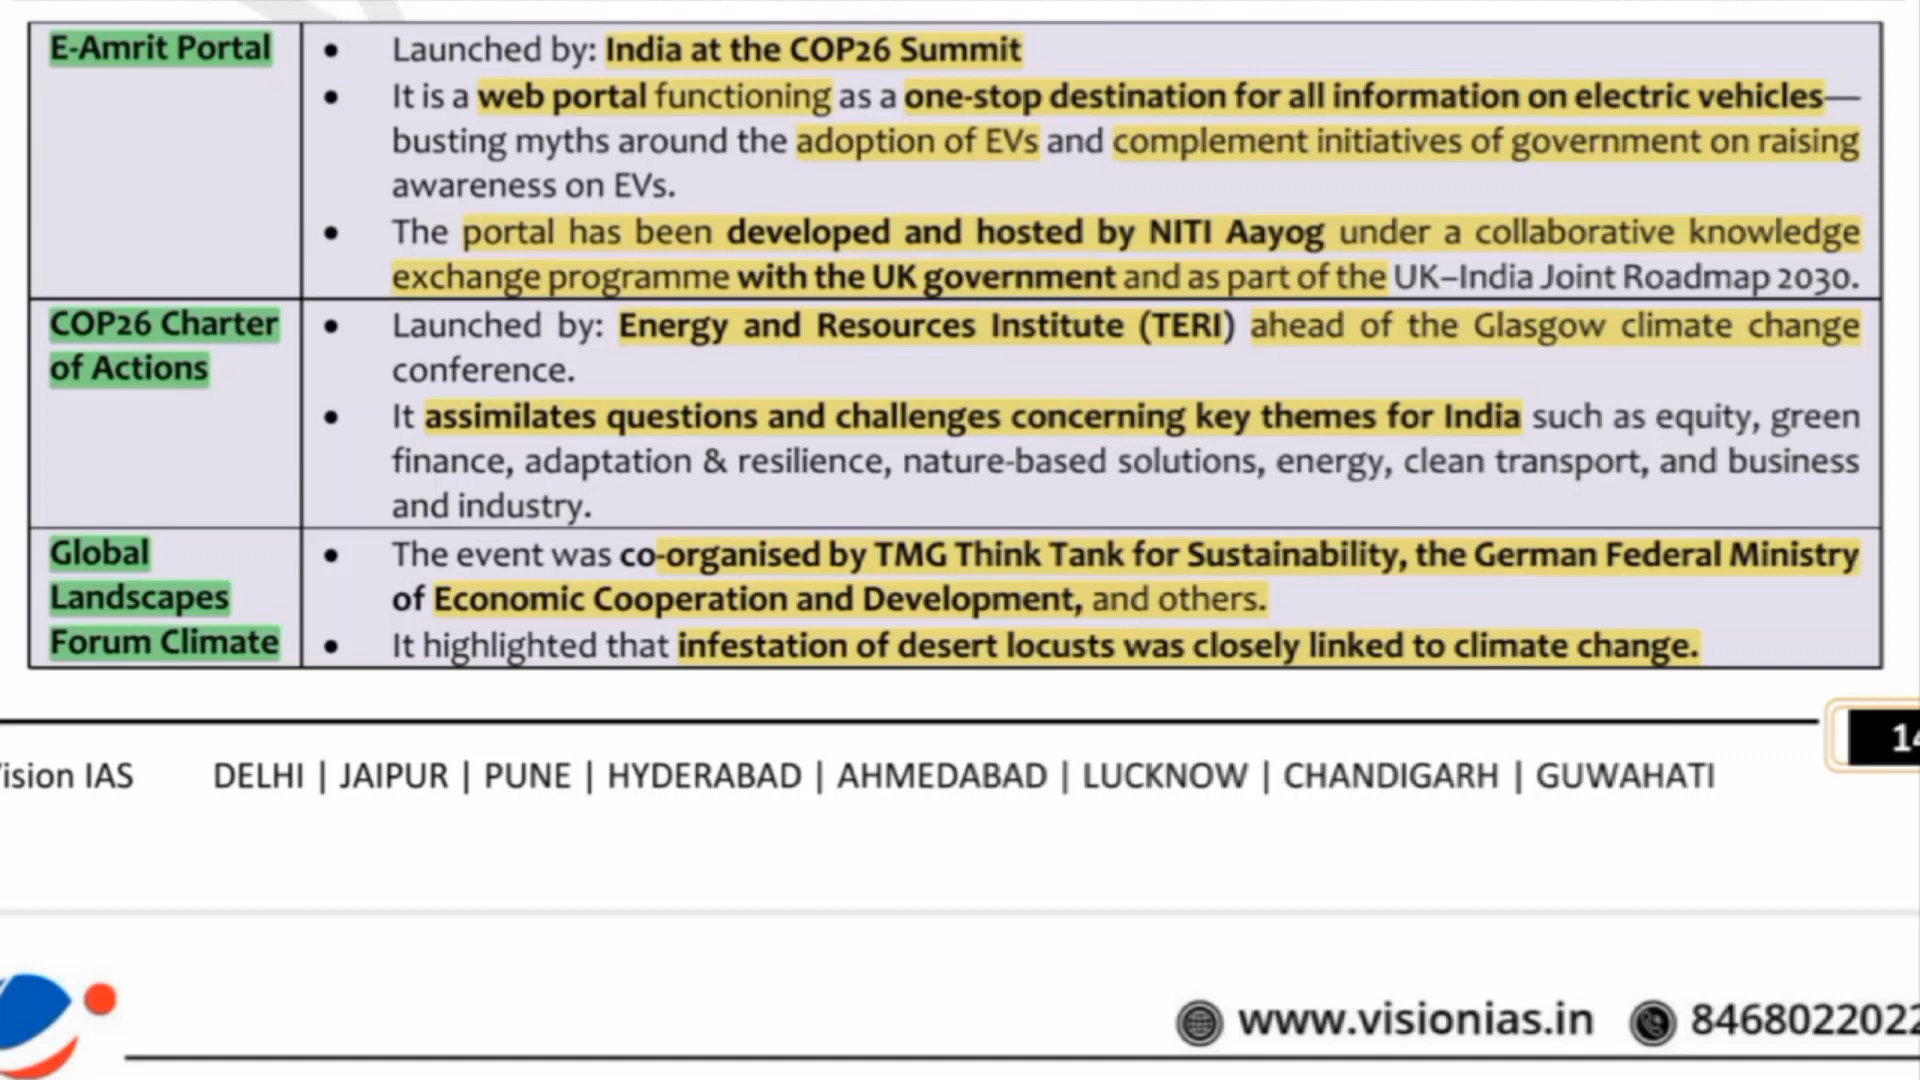 E-Amrit Portal
• Launched by: India at the COP26 Summit
• It is a web portal functioning as a one-stop destination for all information on electric vehicles—
busting myths around the adoption of EVs and complement initiatives of government on raising
awareness on EVs.
• The portal has been developed and hosted by NITI Aayog under a collaborative knowledge
exchange programme with the UK government and as part of the UK–India Joint Roadmap 2030.
COP26 Charter
of Actions
• Launched by: Energy and Resources Institute (TERI) ahead of the Glasgow climate change
conference.
• It assimilates questions and challenges concerning key themes for India such as equity, green
finance, adaptation & resilience, nature-based solutions, energy, clean transport, and business
and industry.
Global
Landscapes
Forum Climate
• The event was co-organised by TMG Think Tank for Sustainability, the German Federal Ministry
of Economic Cooperation and Development, and others.
• It highlighted that infestation of desert locusts was closely linked to climate change.
14
ision IAS DELHI | JAIPUR | PUNE | HYDERABAD | AHMEDABAD | LUCKNOW | CHANDIGARH | GUWAHATI
www.visionias.in 8468022022